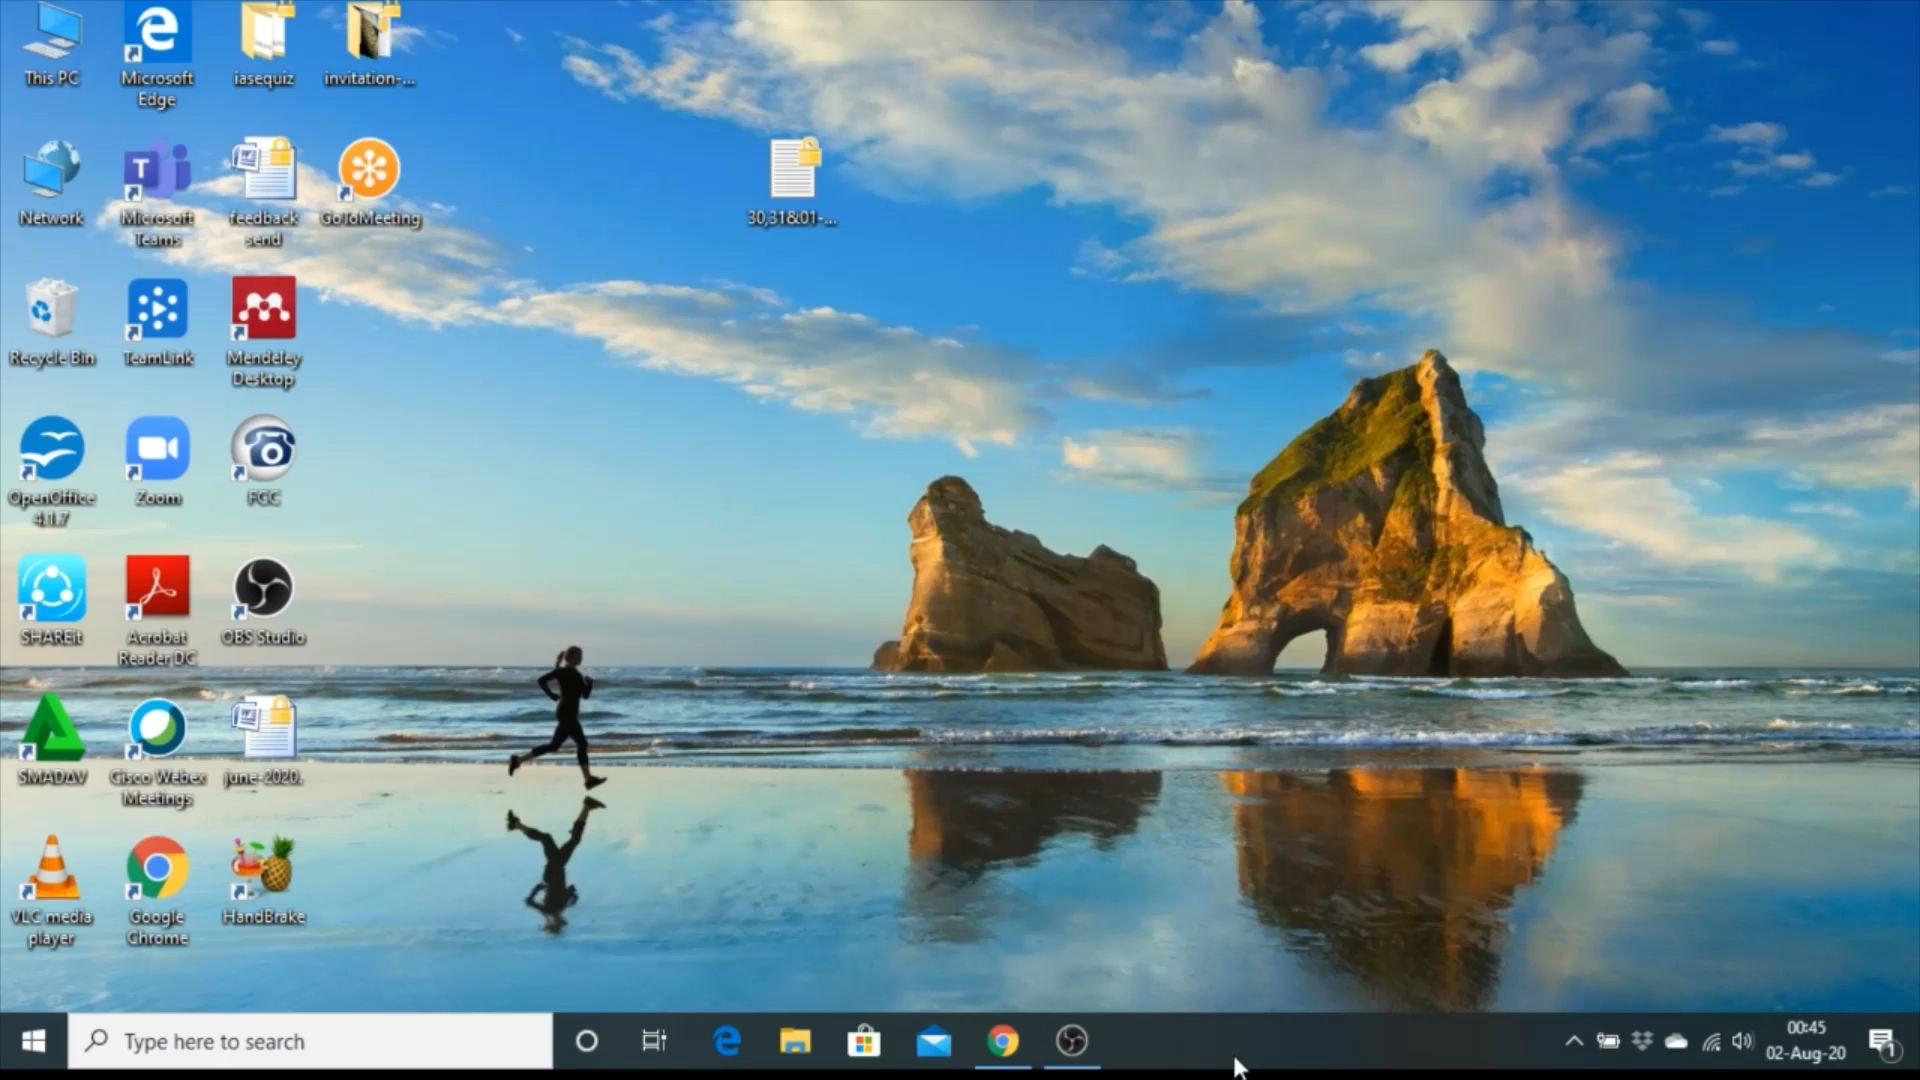 This PC
Microsoft
Edge
iasequiz
invitation-...
Network
Microsoft
Teams
feedback
send
GoToMeeting
30,31&01-...
Recycle Bin
TeamLink
Mendeley
Desktop
OpenOffice
4.1.7
Zoom
FCC
SHAREit
Acrobat
Reader DC
OBS Studio
SMADAV
Cisco Webex
Meetings
june-2020.
VLC media
player
Google
Chrome
HandBrake
Type here to search
00:45
02-Aug-20
1